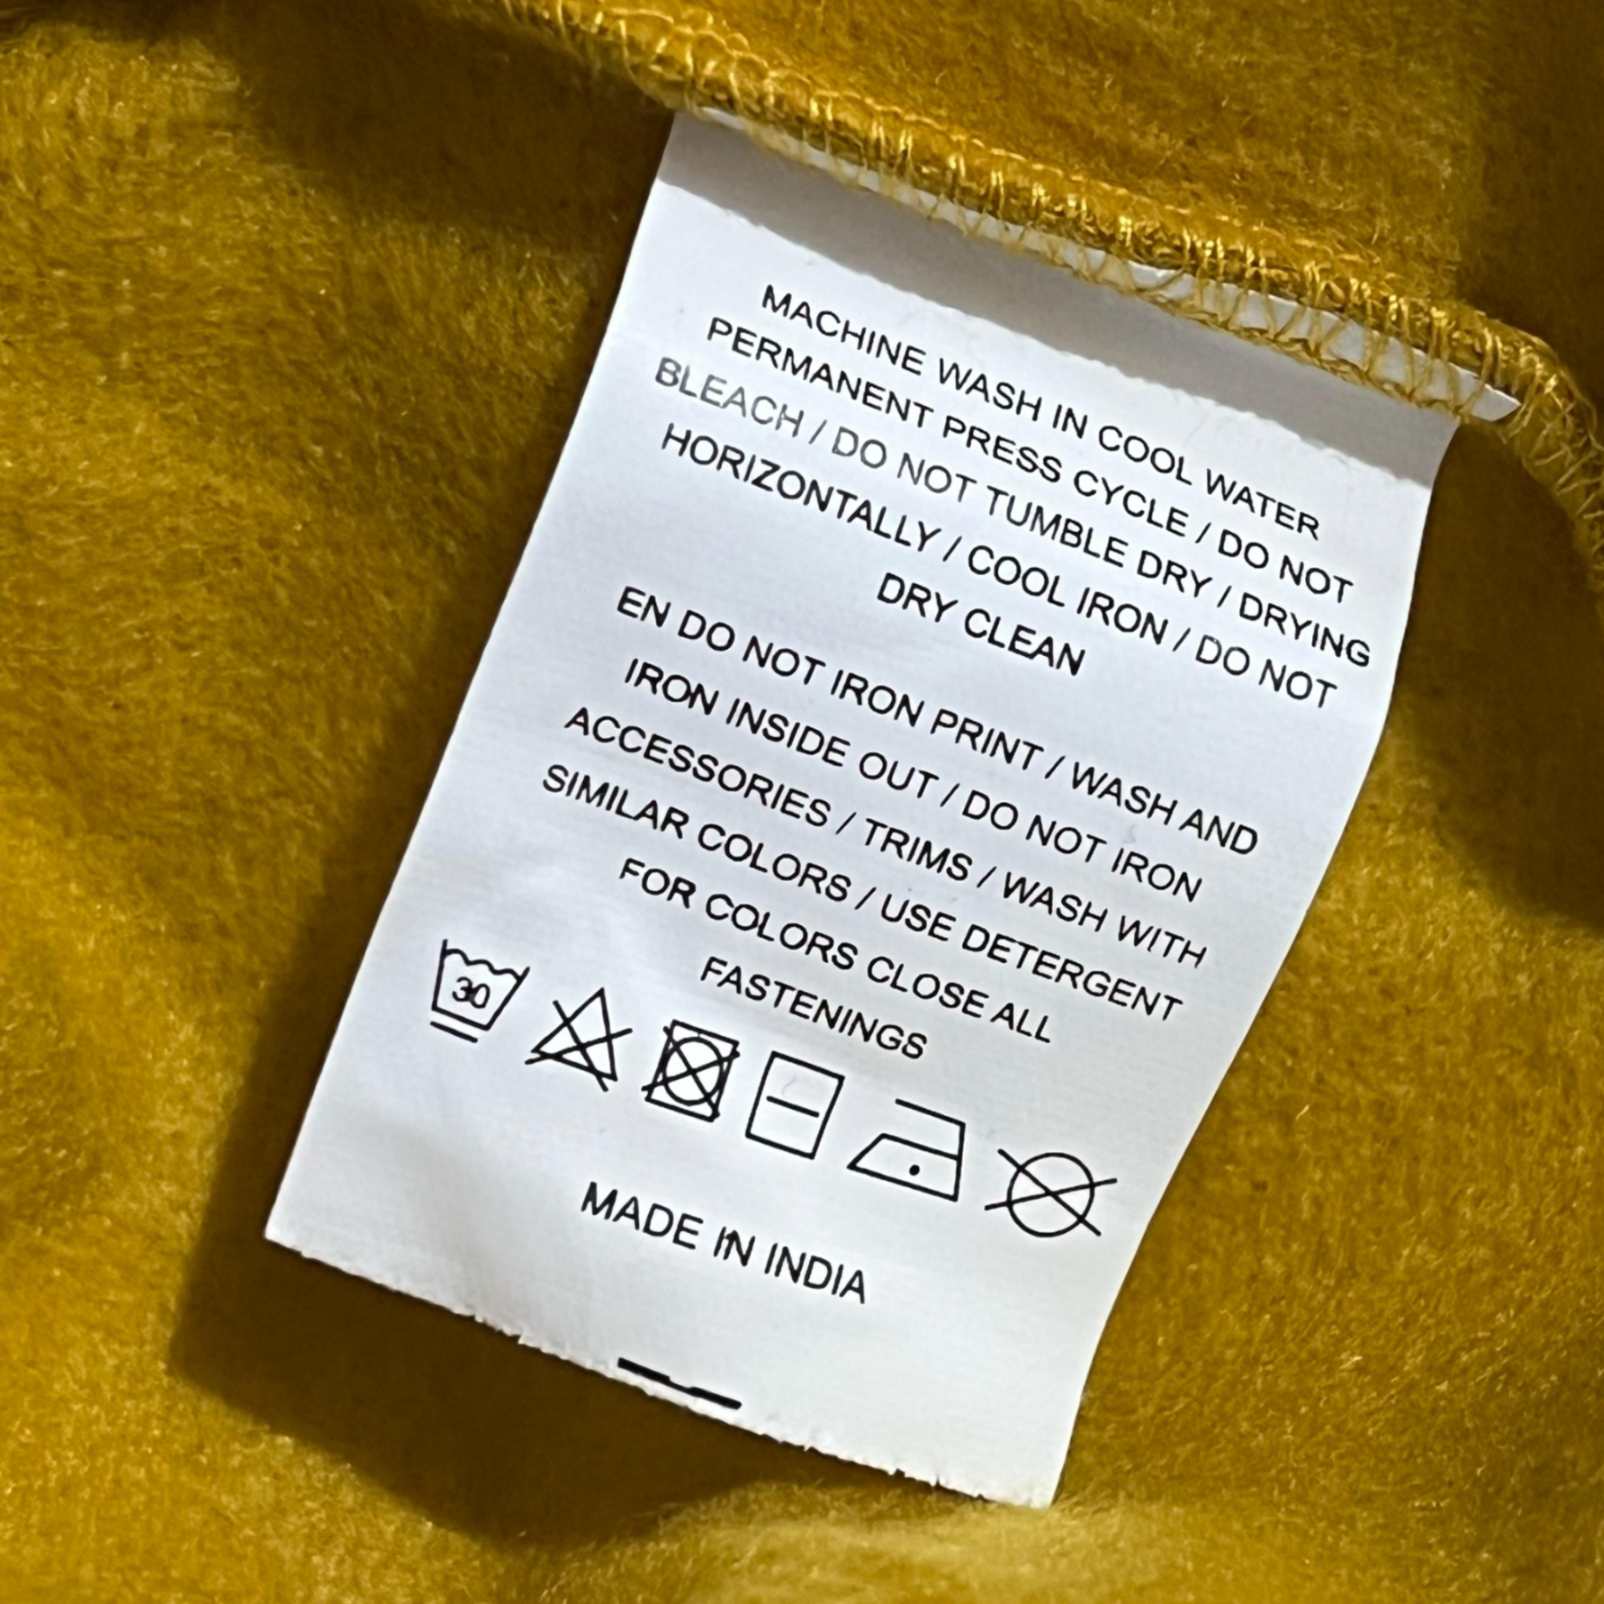 MACHINE WASH IN COOL WATER
PERMANENT PRESS CYCLE / DO NOT
BLEACH / DO NOT TUMBLE DRY / DRYING
HORIZONTALLY / COOL IRON / DO NOT
DRY CLEAN
EN DO NOT IRON PRINT / WASH AND
IRON INSIDE OUT / DO NOT IRON
ACCESSORIES / TRIMS / WASH WITH
SIMILAR COLORS / USE DETERGENT
FOR COLORS CLOSE ALL
FASTENINGS
30
MADE IN INDIA